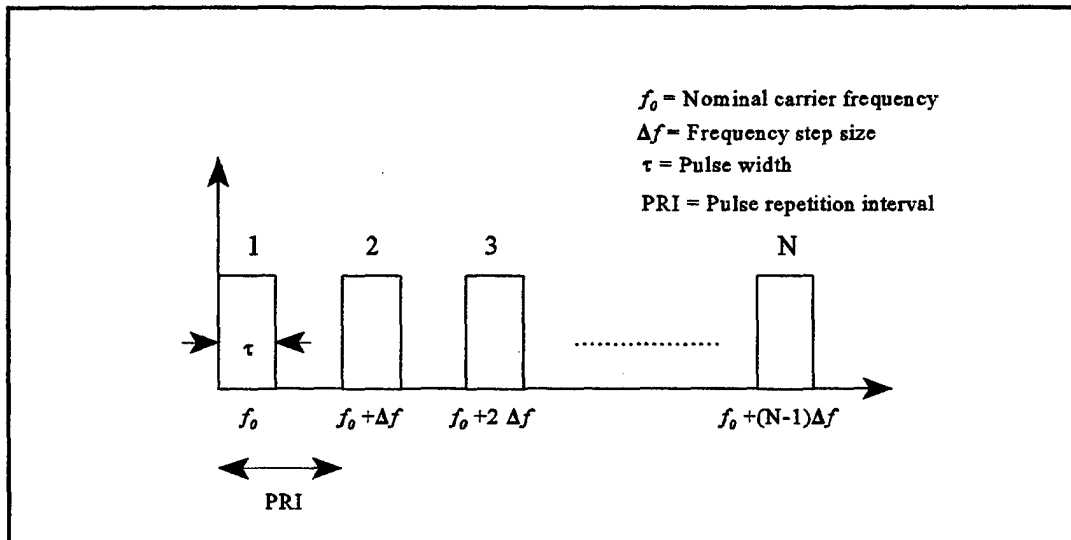 f₀ = Nominal carrier frequency
Δf = Frequency step size
τ = Pulse width
PRI = Pulse repetition interval
1 2 3 N
τ
f₀ f₀ +Δf f₀ +2 Δf f₀ +(N-1)Δf
PRI